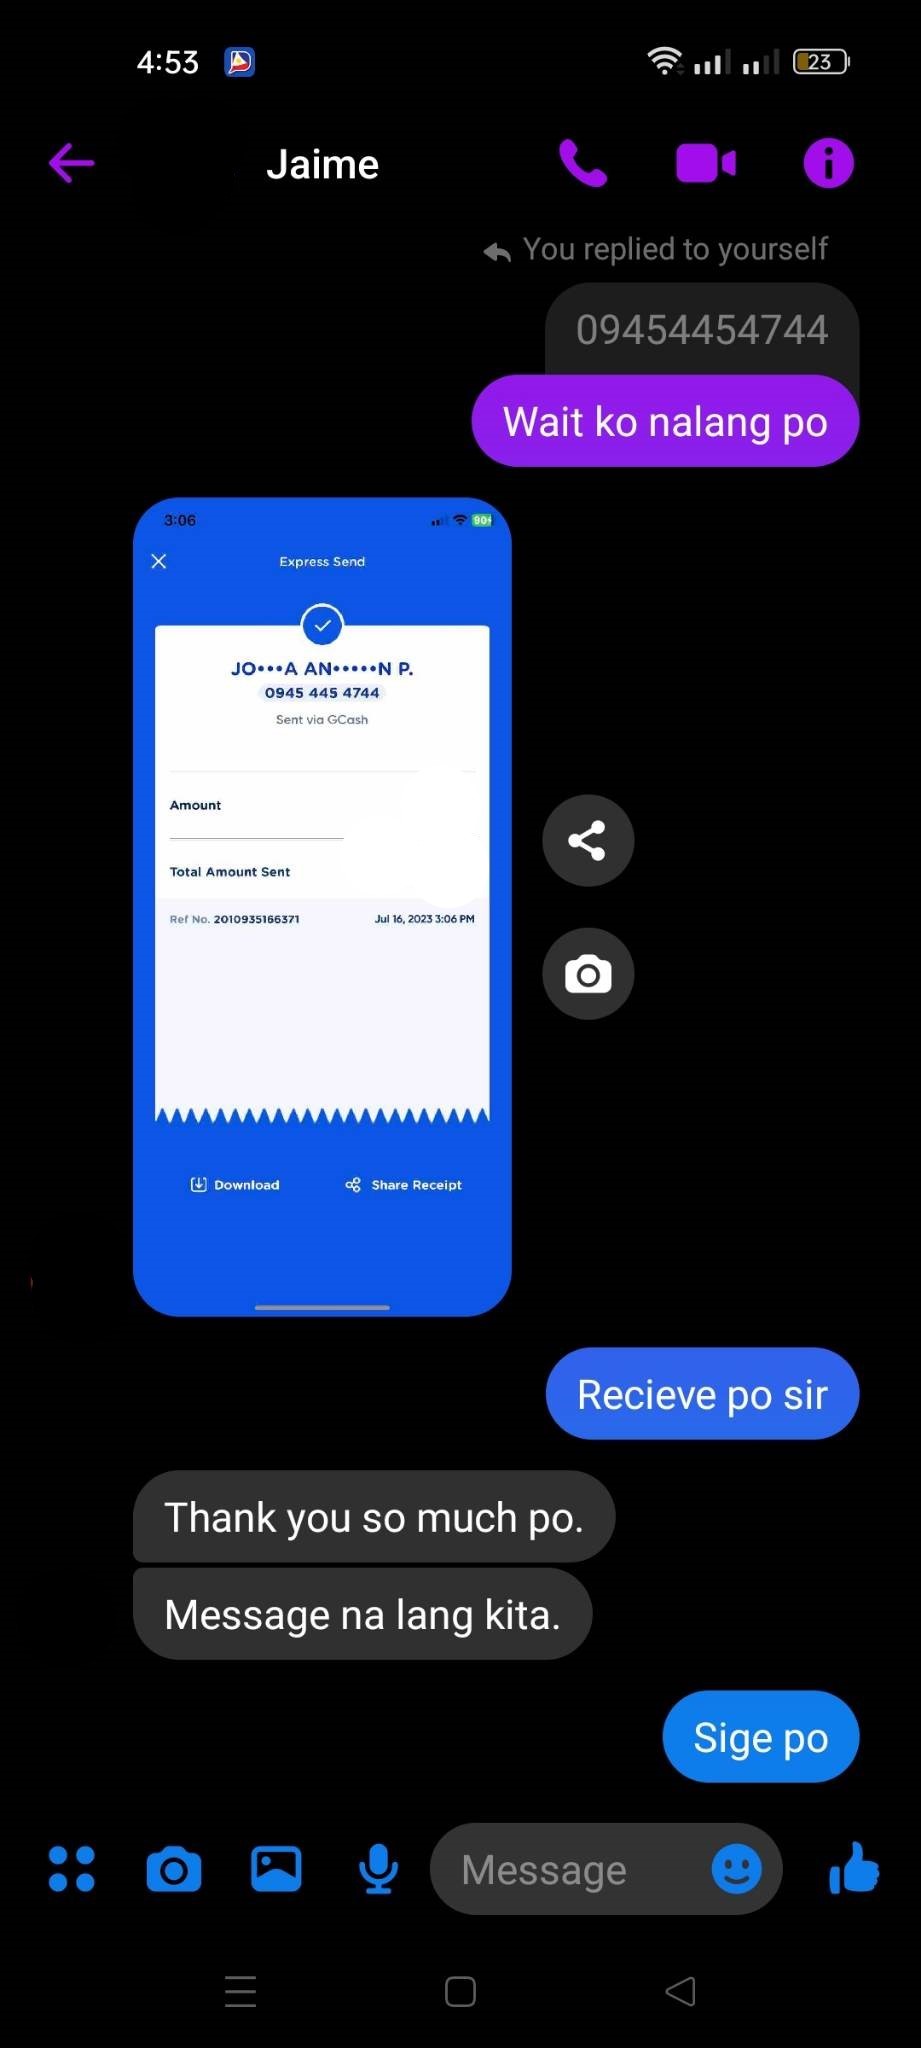 4:53
23
Jaime
You replied to yourself
09454454744
Wait ko nalang po
3:06
90
Express Send
JO•••A AN•••••N P.
0945 445 4744
Sent via GCash
Amount
Total Amount Sent
Ref No. 2010935166371
Jul 16, 2023 3:06 PM
Download
Share Receipt
Recieve po sir
Thank you so much po.
Message na lang kita.
Sige po
Message